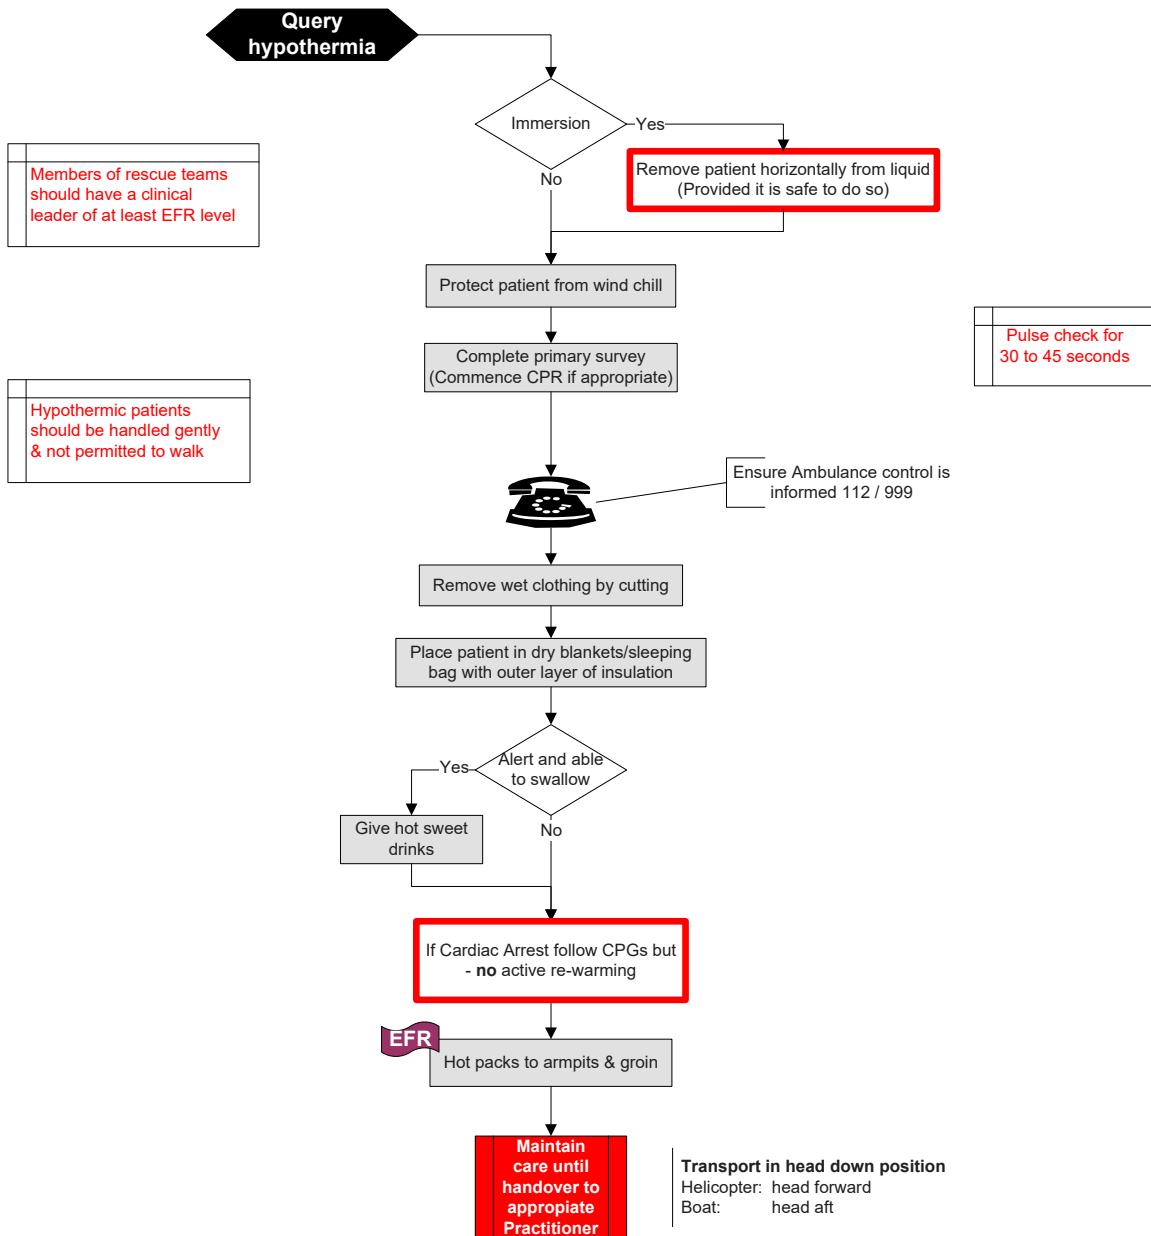 Query
hypothermia
Immersion
Yes
No
Remove patient horizontally from liquid
(Provided it is safe to do so)
Members of rescue teams
should have a clinical
leader of at least EFR level
Protect patient from wind chill
Pulse check for
30 to 45 seconds
Complete primary survey
(Commence CPR if appropriate)
Hypothermic patients
should be handled gently
& not permitted to walk
Ensure Ambulance control is
informed 112 / 999
Remove wet clothing by cutting
Place patient in dry blankets/sleeping
bag with outer layer of insulation
Alert and able
to swallow
Yes
No
Give hot sweet
drinks
If Cardiac Arrest follow CPGs but
- no active re-warming
EFR
Hot packs to armpits & groin
Maintain
care until
handover to
appropiate
Practitioner
Transport in head down position
Helicopter: head forward
Boat: head aft